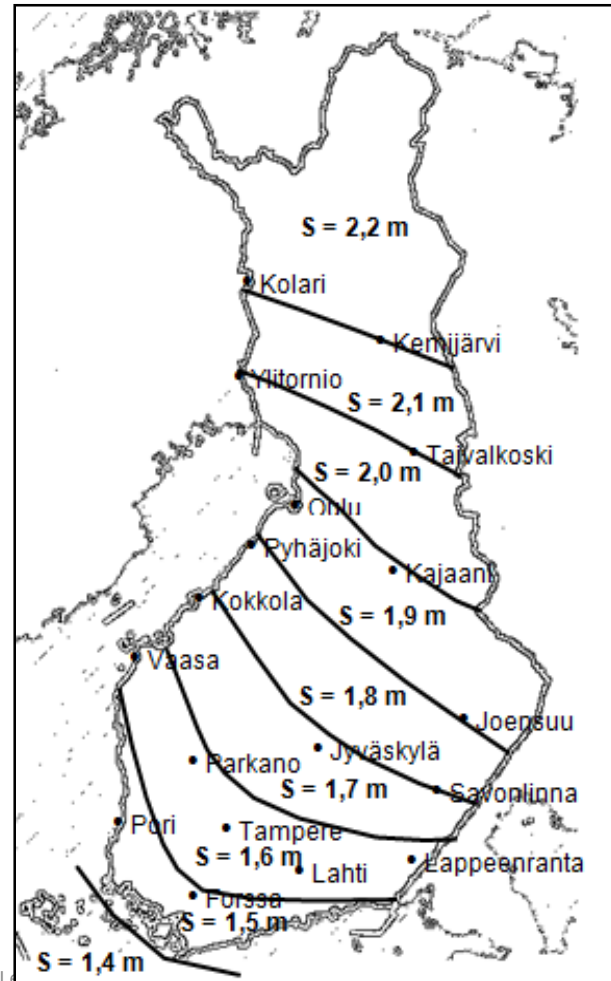 S = 2,2 m
Kolari
Kemijärvi
Ylitornio
S = 2,1 m
Taivalkoski
S = 2,0 m
Oulu
Pyhäjoki
Kajaani
Kokkola
S = 1,9 m
Vaasa
S = 1,8 m
Joensuu
Jyväskylä
Parkano
S = 1,7 m
Savonlinna
Pori
Tampere
S = 1,6 m
Lahti
Lappeenranta
Forssa
S = 1,5 m
S = 1,4 m